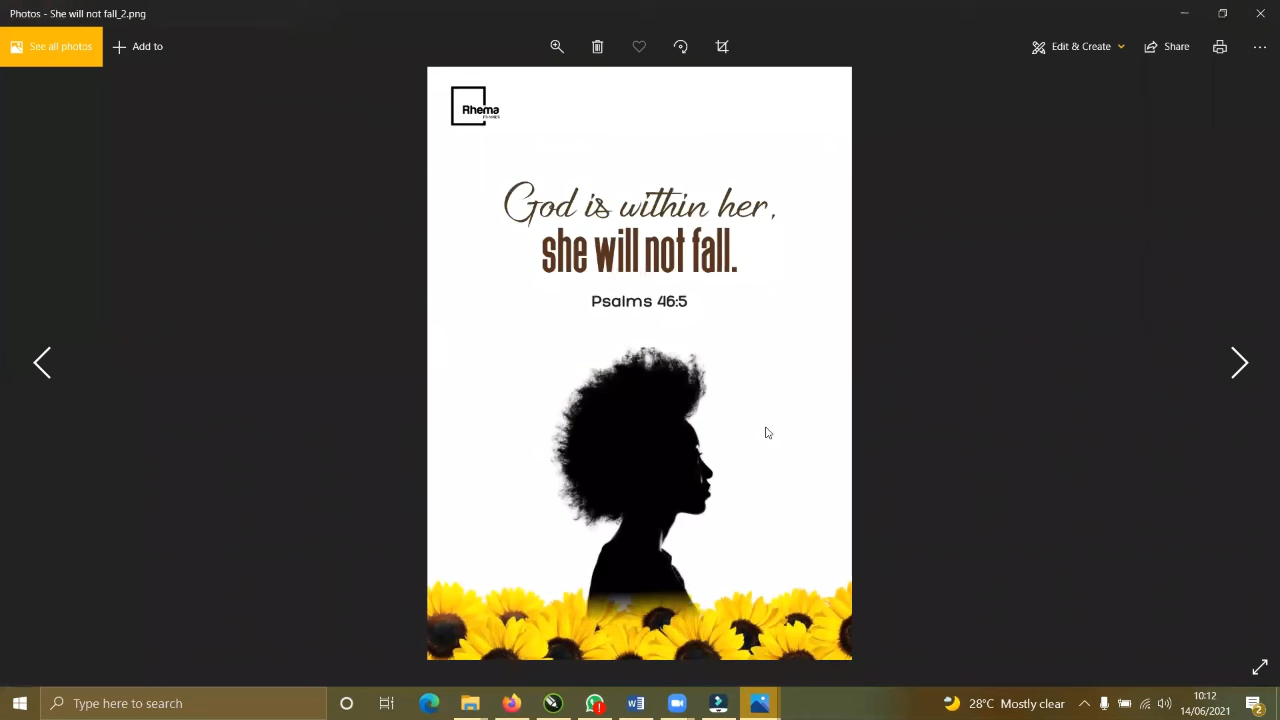 Photos - She will not fall_2.png
See all photos
Add to
Edit & Create
Share
Rhema
FRAMES
God is within her,
she will not fall.
Psalms 46:5
Type here to search
28°C Mostly clear
10:12
14/06/2021
2